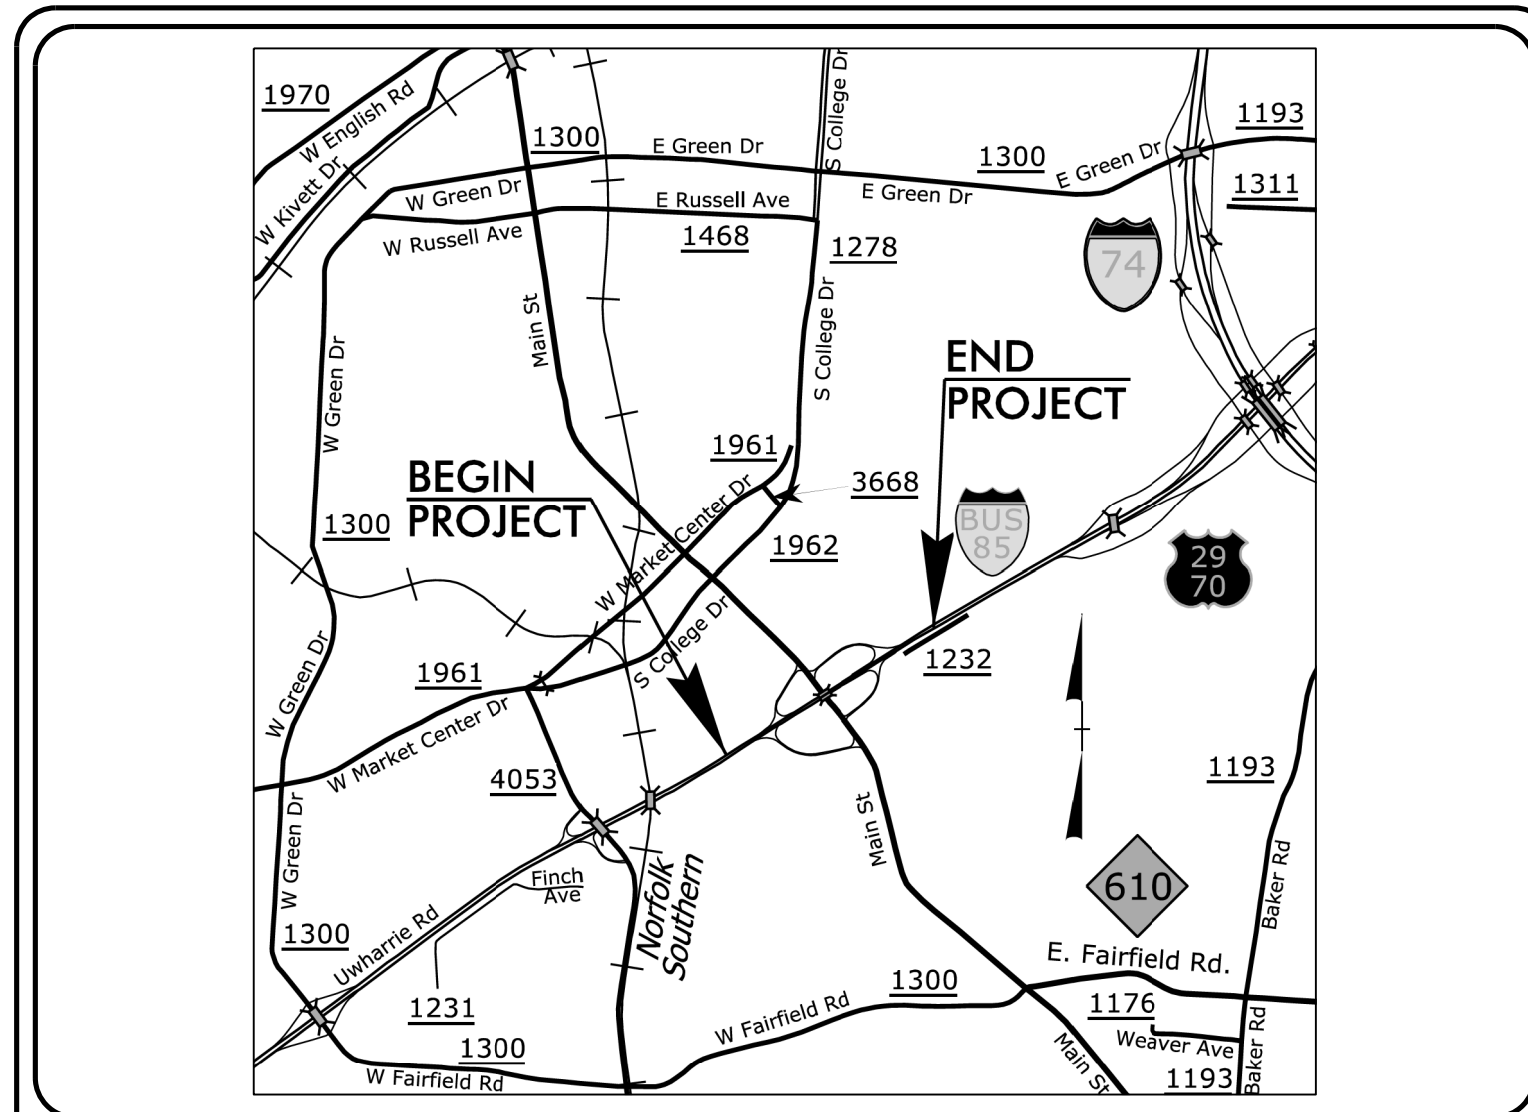 1970
W English Rd
W Kivett Dr.
1300
E Green Dr
S College Dr
1300
E Green Dr
1193
1311
W Green Dr
E Russell Ave
E Green Dr
W Russell Ave
1468
1278
74
Main St
S College Dr
W Green Dr
END
PROJECT
1961
3668
BEGIN
PROJECT
W Market Center Dr
BUS
85
1300
1962
29
70
W Green Dr
S College Dr
1232
1961
W Market Center Dr
4053
1193
W Green Dr
Main St
610
Baker Rd
Finch
Ave
Norfolk
Southern
1300
Uwharrie Rd
E. Fairfield Rd.
1231
1300
1176
W Fairfield Rd
Weaver Ave
Baker Rd
1300
W Fairfield Rd
Main St
1193